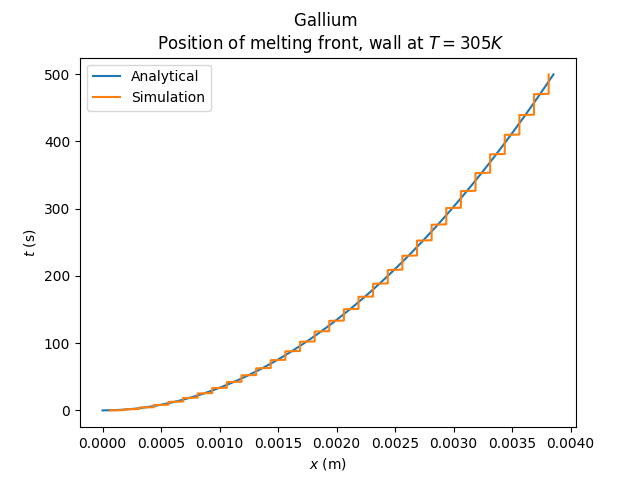 Gallium
Position of melting front, wall at T = 305K
Analytical
Simulation
500
400
300
200
100
0
t (s)
0.0000 0.0005 0.0010 0.0015 0.0020 0.0025 0.0030 0.0035 0.0040
x (m)